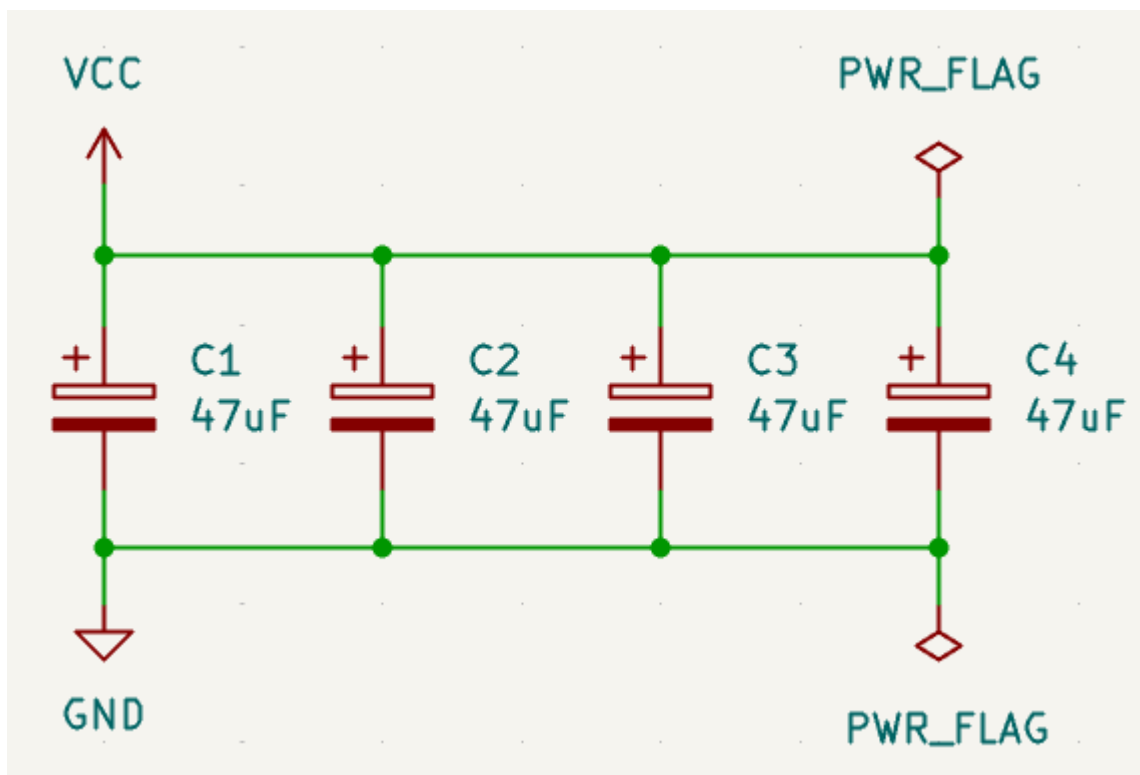 VCC
PWR_FLAG
+ C1
47uF
+ C2
47uF
+ C3
47uF
+ C4
47uF
GND
PWR_FLAG